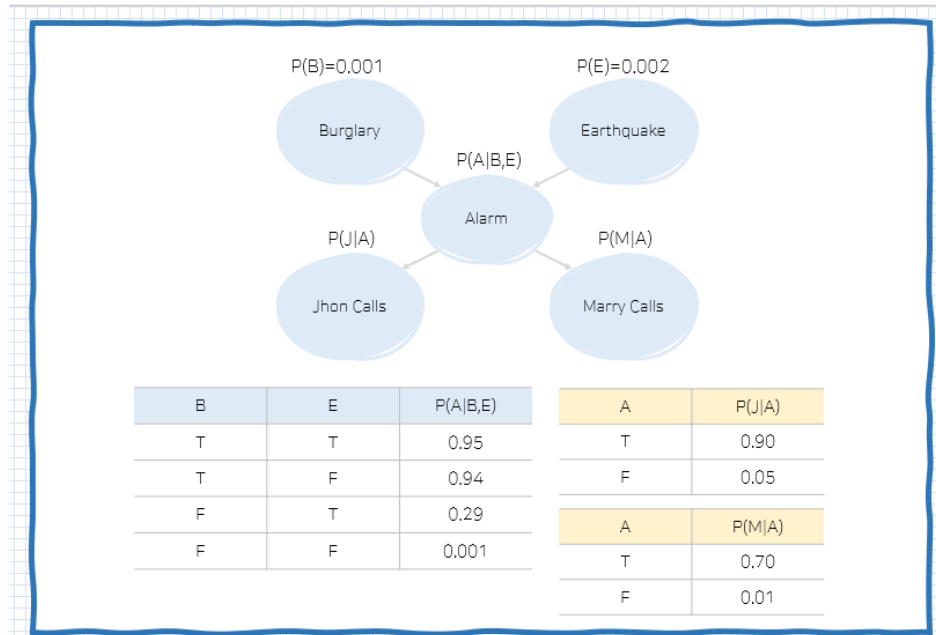 P(B)=0.001 P(E)=0.002
Burglary Earthquake
P(A|B,E)
Alarm
P(J|A) P(M|A)
Jhon Calls Marry Calls
B E P(A|B,E)
T T 0.95
T F 0.94
F T 0.29
F F 0.001
A P(J|A)
T 0.90
F 0.05
A P(M|A)
T 0.70
F 0.01